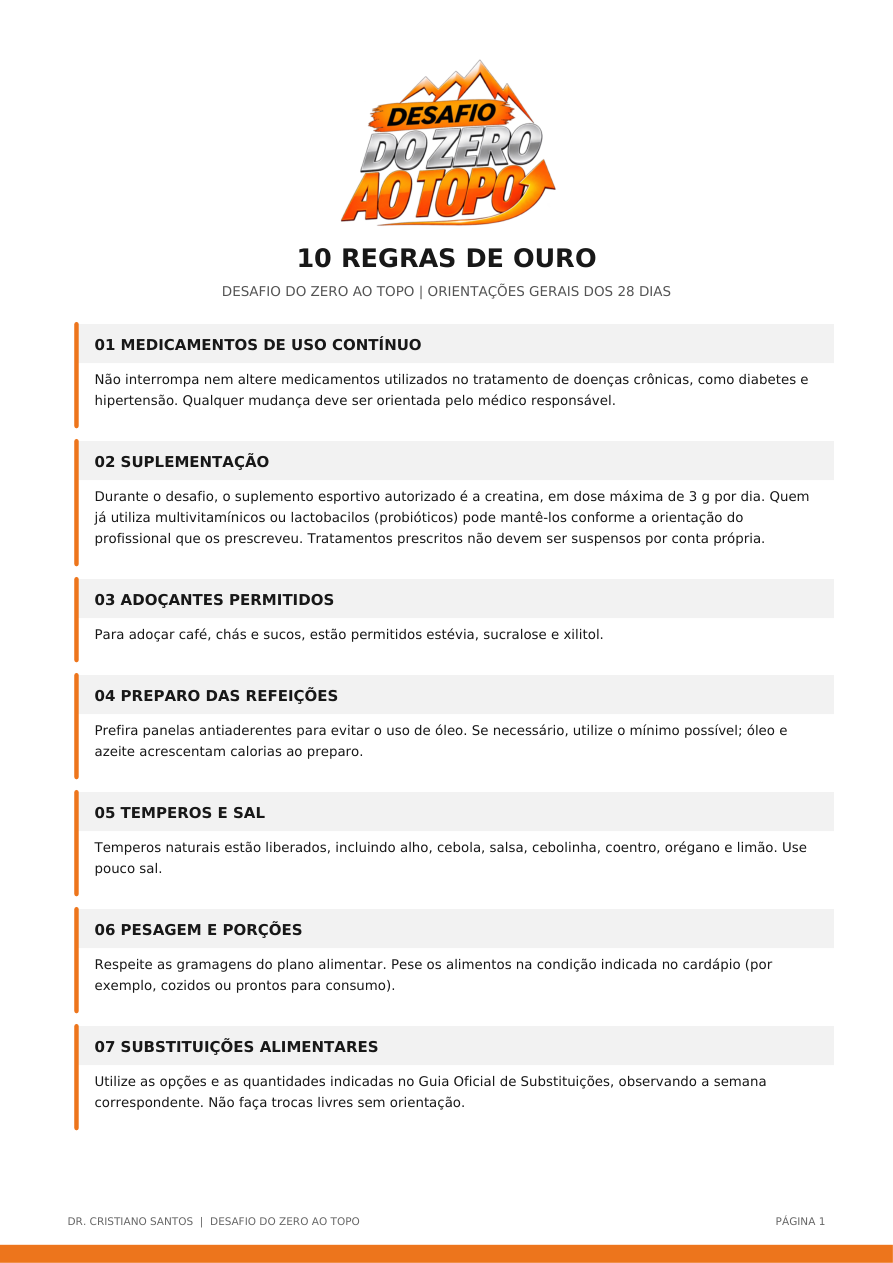 DESAFIO
DO ZERO
AO TOPO
10 REGRAS DE OURO
DESAFIO DO ZERO AO TOPO | ORIENTAÇÕES GERAIS DOS 28 DIAS
01 MEDICAMENTOS DE USO CONTÍNUO
Não interrompa nem altere medicamentos utilizados no tratamento de doenças crônicas, como diabetes e
hipertensão. Qualquer mudança deve ser orientada pelo médico responsável.
02 SUPLEMENTAÇÃO
Durante o desafio, o suplemento esportivo autorizado é a creatina, em dose máxima de 3 g por dia. Quem
já utiliza multivitamínicos ou lactobacilos (probióticos) pode mantê-los conforme a orientação do
profissional que os prescreveu. Tratamentos prescritos não devem ser suspensos por conta própria.
03 ADOÇANTES PERMITIDOS
Para adoçar café, chás e sucos, estão permitidos estévia, sucralose e xilitol.
04 PREPARO DAS REFEIÇÕES
Prefira panelas antiaderentes para evitar o uso de óleo. Se necessário, utilize o mínimo possível; óleo e
azeite acrescentam calorias ao preparo.
05 TEMPEROS E SAL
Temperos naturais estão liberados, incluindo alho, cebola, salsa, cebolinha, coentro, orégano e limão. Use
pouco sal.
06 PESAGEM E PORÇÕES
Respeite as gramagens do plano alimentar. Pese os alimentos na condição indicada no cardápio (por
exemplo, cozidos ou prontos para consumo).
07 SUBSTITUIÇÕES ALIMENTARES
Utilize as opções e as quantidades indicadas no Guia Oficial de Substituições, observando a semana
correspondente. Não faça trocas livres sem orientação.
DR. CRISTIANO SANTOS | DESAFIO DO ZERO AO TOPO
PÁGINA 1